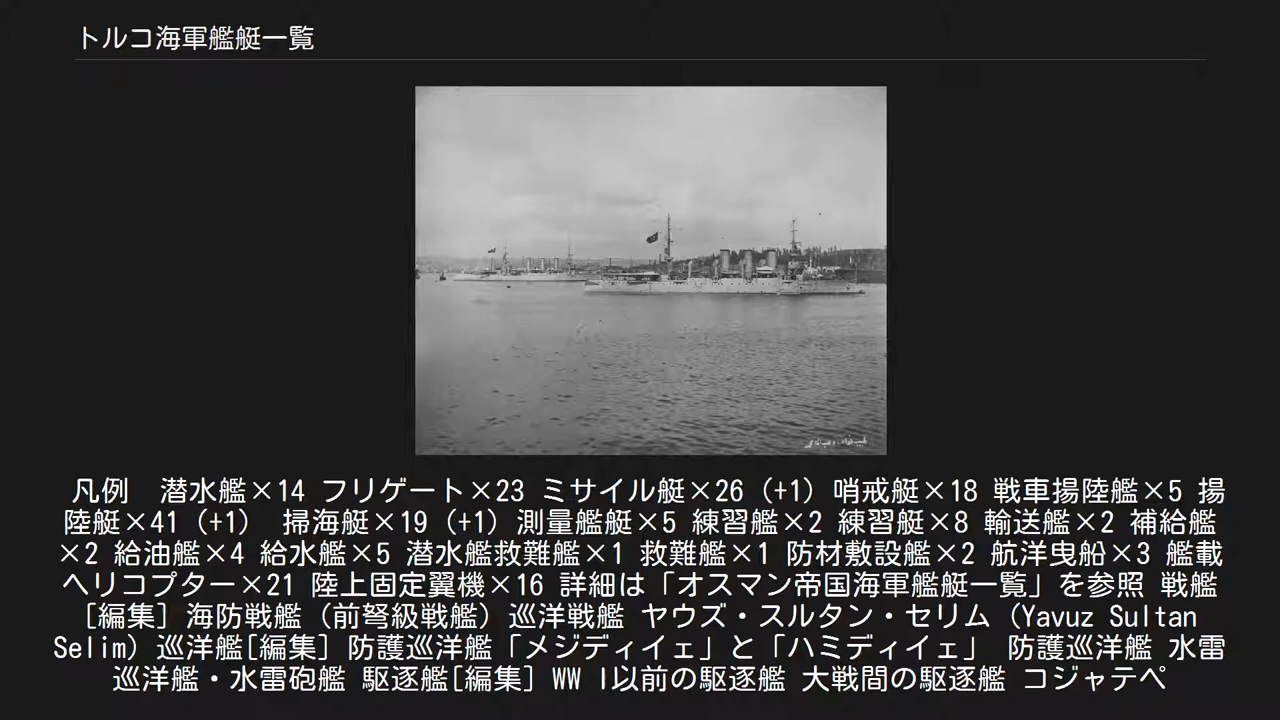 トルコ海軍艦艇一覧
凡例　潜水艦×14 フリゲート×23 ミサイル艇×26（+1）哨戒艇×18 戦車揚陸艦×5 揚
陸艇×41（+1）　掃海艇×19（+1）測量艦艇×5 練習艦×2 練習艇×8 輸送艦×2 補給艦
×2 給油艦×4 給水艦×5 潜水艦救難艦×1 救難艦×1 防材敷設艦×2 航洋曳船×3 艦載
ヘリコプター×21 陸上固定翼機×16 詳細は「オスマン帝国海軍艦艇一覧」を参照 戦艦
[編集] 海防戦艦（前弩級戦艦）巡洋戦艦 ヤウズ・スルタン・セリム（Yavuz Sultan
Selim）巡洋艦[編集] 防護巡洋艦「メジディイェ」と「ハミディイェ」 防護巡洋艦 水雷
巡洋艦・水雷砲艦 駆逐艦[編集] WW I以前の駆逐艦 大戦間の駆逐艦 コジャテペ